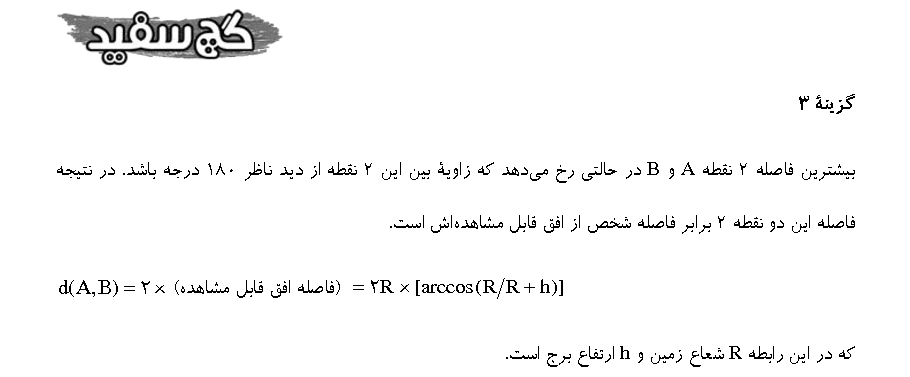 گچ سفید
گزینهٔ ۳
بیشترین فاصله ۲ نقطه A و B در حالتی رخ می‌دهد که زاویهٔ بین این ۲ نقطه از دید ناظر ۱۸۰ درجه باشد. در نتیجه
فاصله این دو نقطه ۲ برابر فاصله شخص از افق قابل مشاهده‌اش است.
d(A,B) = ۲ × (فاصله افق قابل مشاهده) = ۲R × [arccos(R/R + h)]
که در این رابطه R شعاع زمین و h ارتفاع برج است.